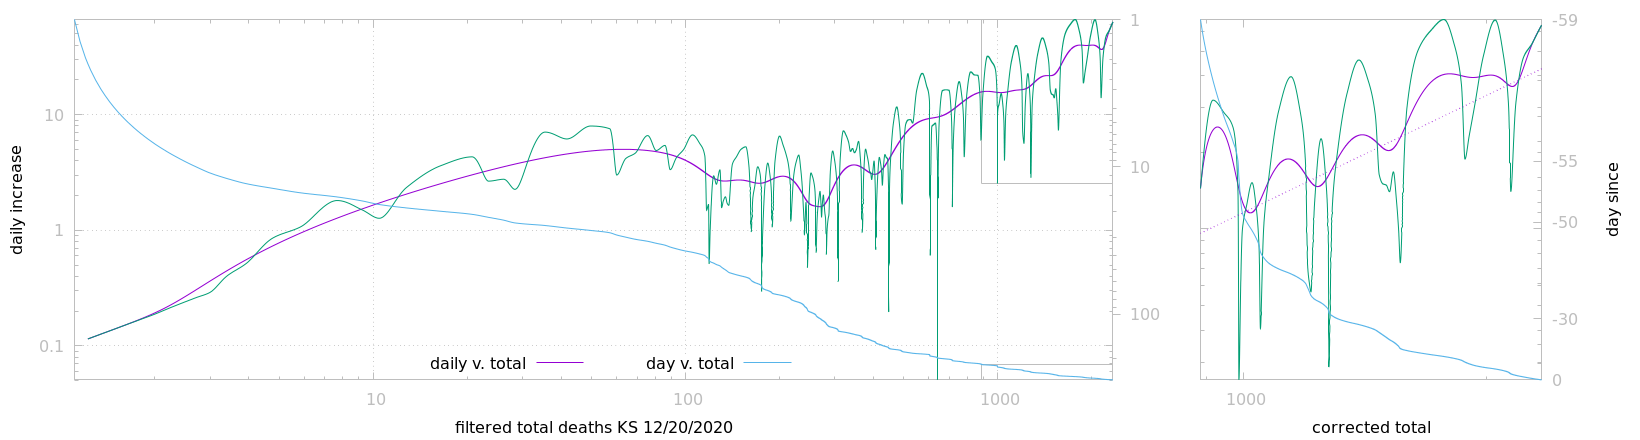 daily increase
10
1
0.1
daily v. total
day v. total
10
100
1000
filtered total deaths KS 12/20/2020
1
10
100
1000
corrected total
-59
-55
-50
-30
0
day since